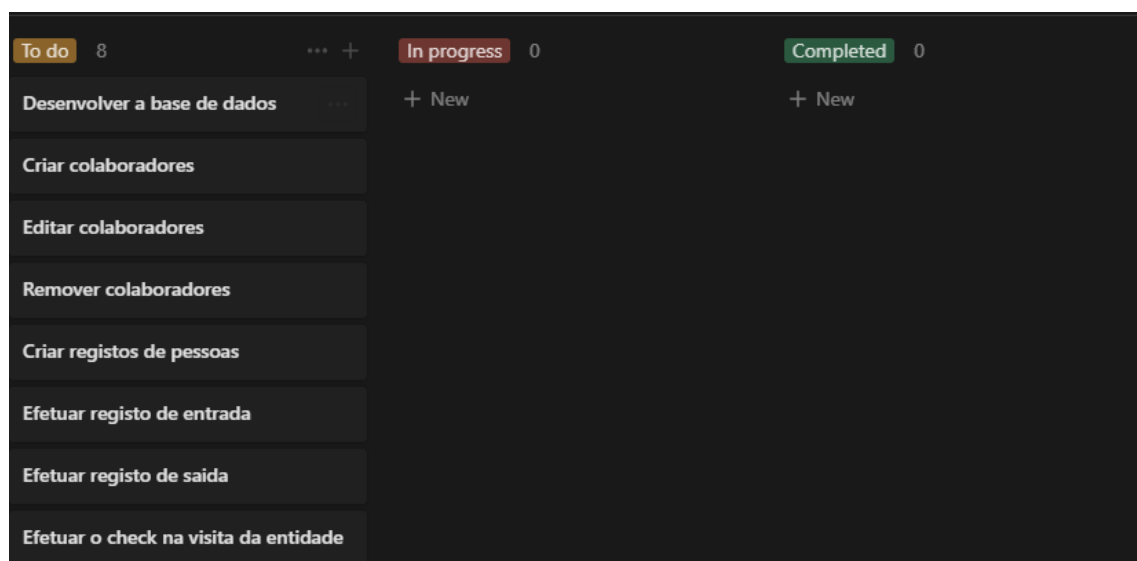 To do 8
Desenvolver a base de dados
Criar colaboradores
Editar colaboradores
Remover colaboradores
Criar registos de pessoas
Efetuar registo de entrada
Efetuar registo de saida
Efetuar o check na visita da entidade
In progress 0
+ New
Completed 0
+ New